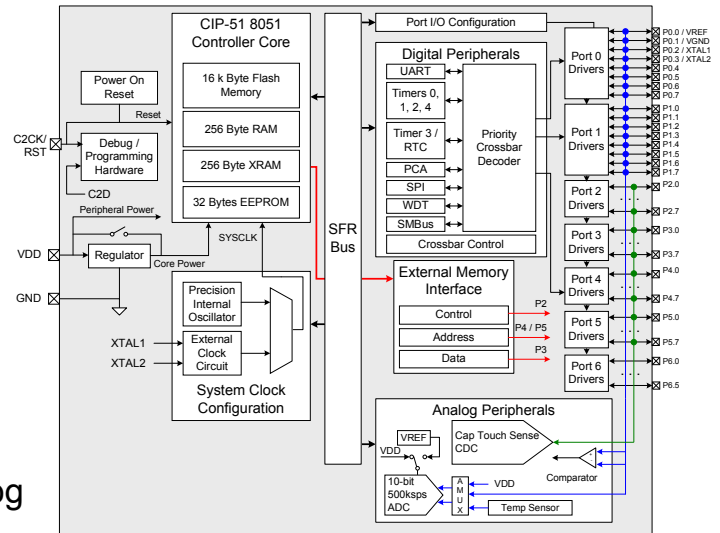 CIP-51 8051
Controller Core
16 k Byte Flash
Memory
256 Byte RAM
256 Byte XRAM
32 Bytes EEPROM
Power On
Reset
Reset
C2CK/
RST
Debug /
Programming
Hardware
C2D
Peripheral Power
VDD
Regulator
Core Power
SYSCLK
GND
Precision
Internal
Oscillator
XTAL1
XTAL2
External
Clock
Circuit
System Clock
Configuration
SFR
Bus
Port I/O Configuration
Digital Peripherals
UART
Timers 0,
1, 2, 4
Timer 3 /
RTC
PCA
SPI
WDT
SMBus
Priority
Crossbar
Decoder
Crossbar Control
External Memory
Interface
Control
Address
Data
P2
P4 / P5
P3
Analog Peripherals
VREF
VDD
10-bit
500ksps
ADC
A
M
U
X
VDD
Temp Sensor
Cap Touch Sense
CDC
+
-
Comparator
Port 0
Drivers
Port 1
Drivers
Port 2
Drivers
Port 3
Drivers
Port 4
Drivers
Port 5
Drivers
Port 6
Drivers
P0.0 / VREF
P0.1 / VGND
P0.2 / XTAL1
P0.3 / XTAL2
P0.4
P0.5
P0.6
P0.7
P1.0
P1.1
P1.2
P1.3
P1.4
P1.5
P1.6
P1.7
P2.0
P2.7
P3.0
P3.7
P4.0
P4.7
P5.0
P5.7
P6.0
P6.5
og